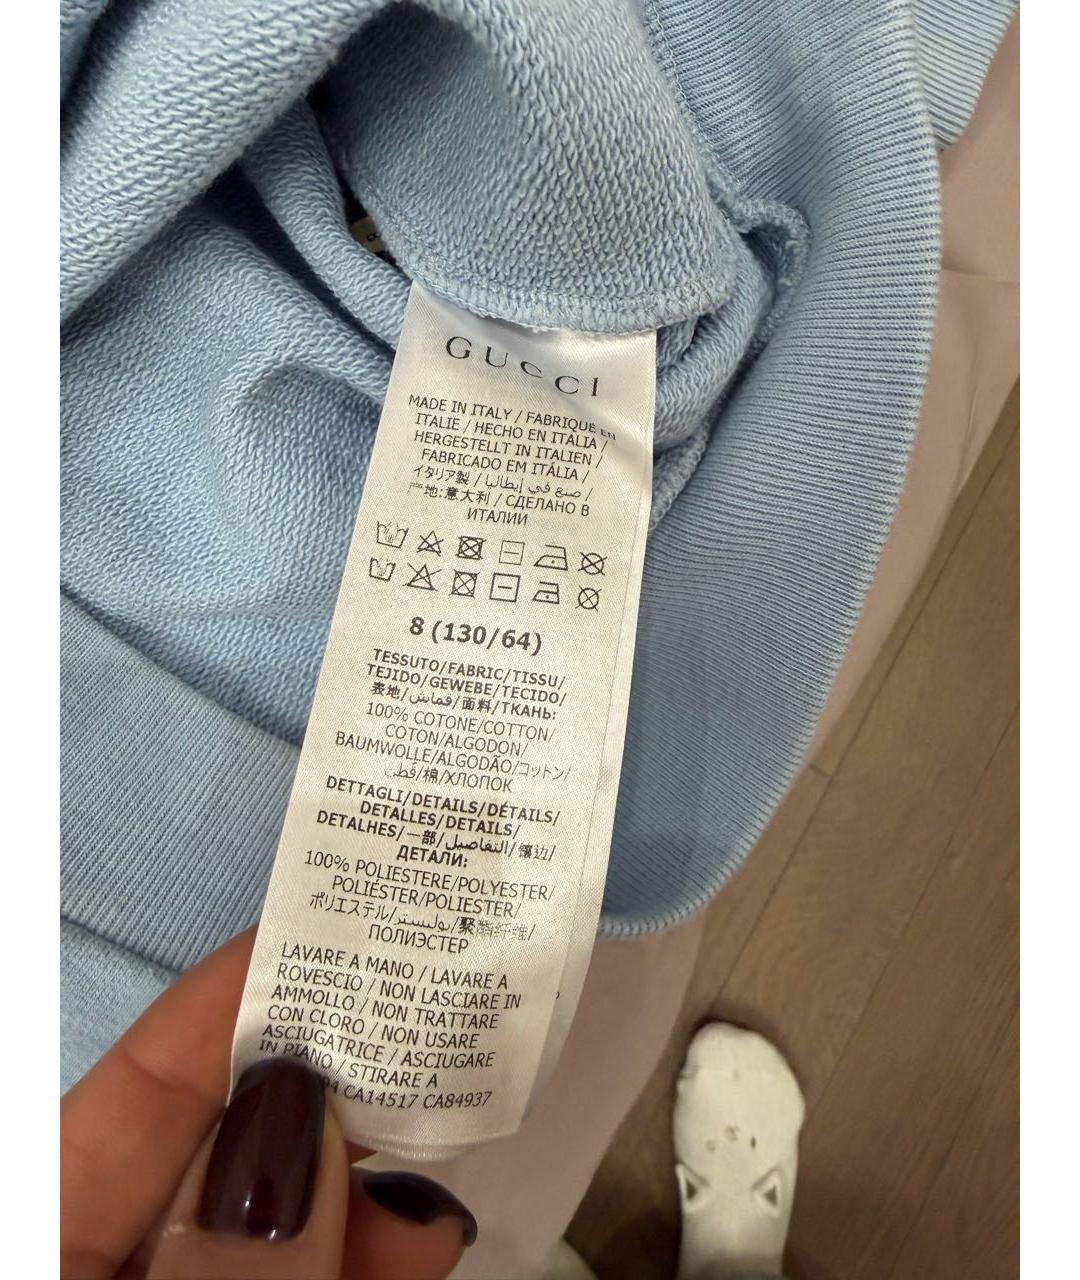 GUCCI
MADE IN ITALY / FABRIQUÉ EN
ITALIE / HECHO EN ITALIA /
HERGESTELLT IN ITALIEN /
FABRICADO EM ITÁLIA /
イタリア製 / صنع في إيطاليا /
产地:意大利 / СДЕЛАНО В
ИТАЛИИ
8 (130/64)
TESSUTO/FABRIC/TISSU/
TEJIDO/GEWEBE/TECIDO/
表地/قماش/面料/ТКАНЬ:
100% COTONE/COTTON/
COTON/ALGODON/
BAUMWOLLE/ALGODÃO/コットン/
قطن/棉/ХЛОПОК
DETTAGLI/DETAILS/DÉTAILS/
DETALLES/DETAILS/
DETALHES/一部/التفاصيل/镶边/
ДЕТАЛИ:
100% POLIESTERE/POLYESTER/
POLIÉSTER/POLIESTER/
ポリエステル/بوليستر/聚酯纤维/
ПОЛИЭСТЕР
LAVARE A MANO / LAVARE A
ROVESCIO / NON LASCIARE IN
AMMOLLO / NON TRATTARE
CON CLORO / NON USARE
ASCIUGATRICE / ASCIUGARE
IN PIANO / STIRARE A
CA14517 CA84937